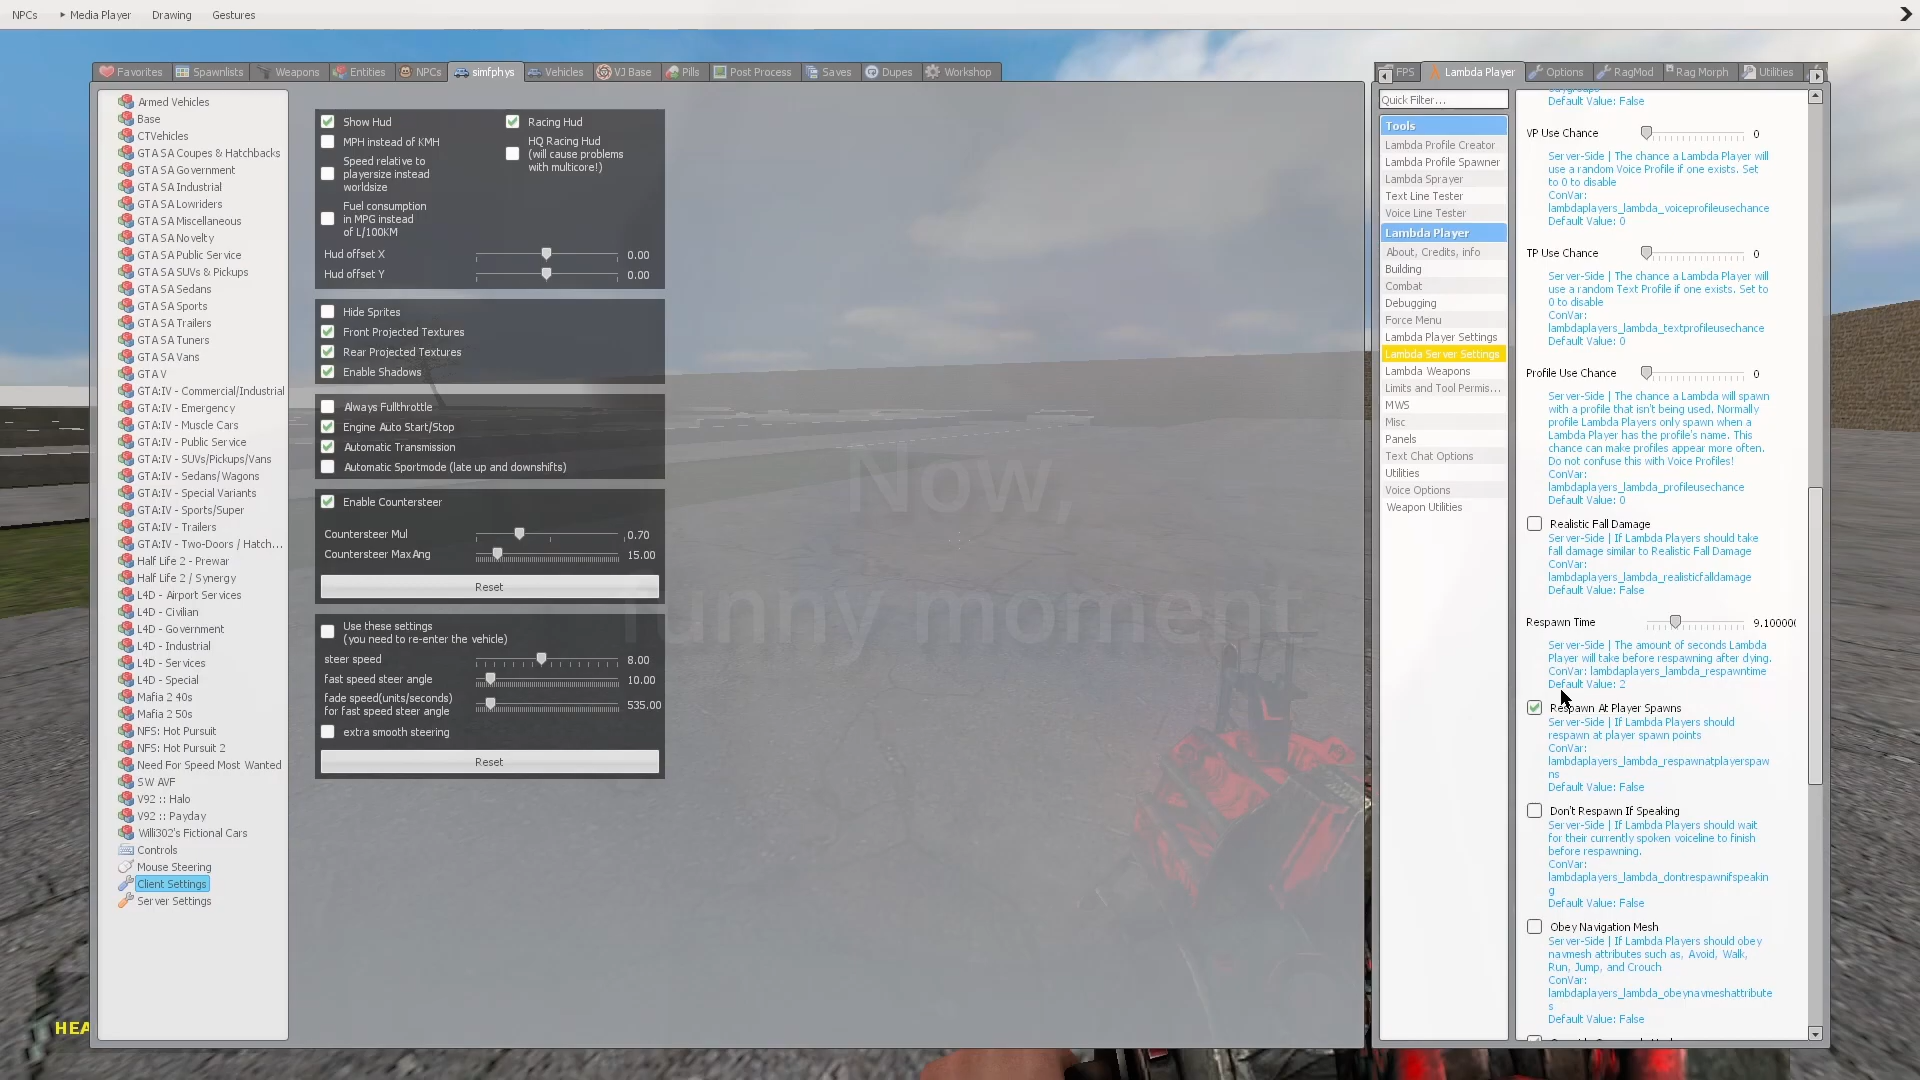 NPCs
Media Player
Drawing
Gestures
Favorites
Spawnlists
Weapons
Entities
NPCs
simfphys
Vehicles
VJ Base
Pills
Post Process
Saves
Dupes
Workshop
Armed Vehicles
Base
CTVehicles
GTA SA Coupes & Hatchbacks
GTA SA Government
GTA SA Industrial
GTA SA Lowriders
GTA SA Miscellaneous
GTA SA Novelty
GTA SA Public Service
GTA SA SUVs & Pickups
GTA SA Sedans
GTA SA Sports
GTA SA Trailers
GTA SA Tuners
GTA SA Vans
GTA V
GTA:IV - Commercial/Industrial
GTA:IV - Emergency
GTA:IV - Muscle Cars
GTA:IV - Public Service
GTA:IV - SUVs/Pickups/Vans
GTA:IV - Sedans/Wagons
GTA:IV - Special Variants
GTA:IV - Sports/Super
GTA:IV - Trailers
GTA:IV - Two-Doors / Hatch...
Half Life 2 - Prewar
Half Life 2 / Synergy
L4D - Airport Services
L4D - Civilian
L4D - Government
L4D - Industrial
L4D - Services
L4D - Special
Mafia 2 40s
Mafia 2 50s
NFS: Hot Pursuit
NFS: Hot Pursuit 2
Need For Speed Most Wanted
SW AVF
V92 :: Halo
V92 :: Payday
Willi302's Fictional Cars
Controls
Mouse Steering
Client Settings
Server Settings
HEA
Show Hud
Racing Hud
MPH instead of KMH
HQ Racing Hud
(will cause problems
with multicore!)
Speed relative to
playersize instead
worldsize
Fuel consumption
in MPG instead
of L/100KM
Hud offset X 0.00
Hud offset Y 0.00
Hide Sprites
Front Projected Textures
Rear Projected Textures
Enable Shadows
Always Fullthrottle
Engine Auto Start/Stop
Automatic Transmission
Automatic Sportmode (late up and downshifts)
Enable Countersteer
Countersteer Mul 0.70
Countersteer MaxAng 15.00
Reset
Use these settings
(you need to re-enter the vehicle)
steer speed 8.00
fast speed steer angle 10.00
fade speed(units/seconds)
for fast speed steer angle 535.00
extra smooth steering
Reset
Now,
funny moment
FPS
Lambda Player
Options
RagMod
Rag Morph
Utilities
Quick Filter...
Tools
Lambda Profile Creator
Lambda Profile Spawner
Lambda Sprayer
Text Line Tester
Voice Line Tester
Lambda Player
About, Credits, info
Building
Combat
Debugging
Force Menu
Lambda Player Settings
Lambda Server Settings
Lambda Weapons
Limits and Tool Permis...
MWS
Misc
Panels
Text Chat Options
Utilities
Voice Options
Weapon Utilities
Default Value: False
VP Use Chance 0
Server-Side | The chance a Lambda Player will
use a random Voice Profile if one exists. Set
to 0 to disable
ConVar:
lambdaplayers_lambda_voiceprofileusechance
Default Value: 0
TP Use Chance 0
Server-Side | The chance a Lambda Player will
use a random Text Profile if one exists. Set to
0 to disable
ConVar:
lambdaplayers_lambda_textprofileusechance
Default Value: 0
Profile Use Chance 0
Server-Side | The chance a Lambda will spawn
with a profile that isn't being used. Normally
profile Lambda Players only spawn when a
Lambda Player has the profile's name. This
chance can make profiles appear more often.
Do not confuse this with Voice Profiles!
ConVar:
lambdaplayers_lambda_profileusechance
Default Value: 0
Realistic Fall Damage
Server-Side | If Lambda Players should take
fall damage similar to Realistic Fall Damage
ConVar:
lambdaplayers_lambda_realisticfalldamage
Default Value: False
Respawn Time 9.10000(
Server-Side | The amount of seconds Lambda
Player will take before respawning after dying.
ConVar: lambdaplayers_lambda_respawntime
Default Value: 2
Respawn At Player Spawns
Server-Side | If Lambda Players should
respawn at player spawn points
ConVar:
lambdaplayers_lambda_respawnatplayerspaw
ns
Default Value: False
Don't Respawn If Speaking
Server-Side | If Lambda Players should wait
for their currently spoken voiceline to finish
before respawning.
ConVar:
lambdaplayers_lambda_dontrespawnifspeakin
g
Default Value: False
Obey Navigation Mesh
Server-Side | If Lambda Players should obey
navmesh attributes such as, Avoid, Walk,
Run, Jump, and Crouch
ConVar:
lambdaplayers_lambda_obeynavmeshattribute
s
Default Value: False